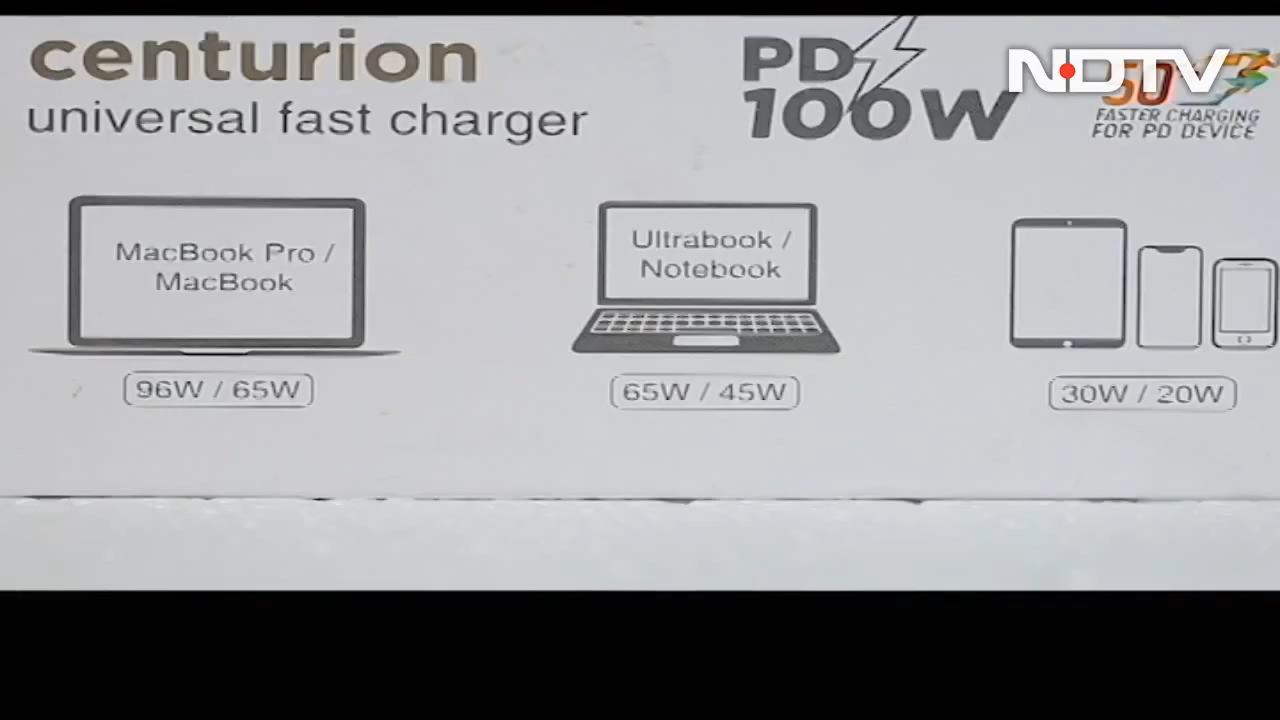 centurion
universal fast charger
PD
100W
NDTV
50
FASTER CHARGING
FOR PD DEVICE
MacBook Pro /
MacBook
96W / 65W
Ultrabook /
Notebook
65W / 45W
30W / 20W